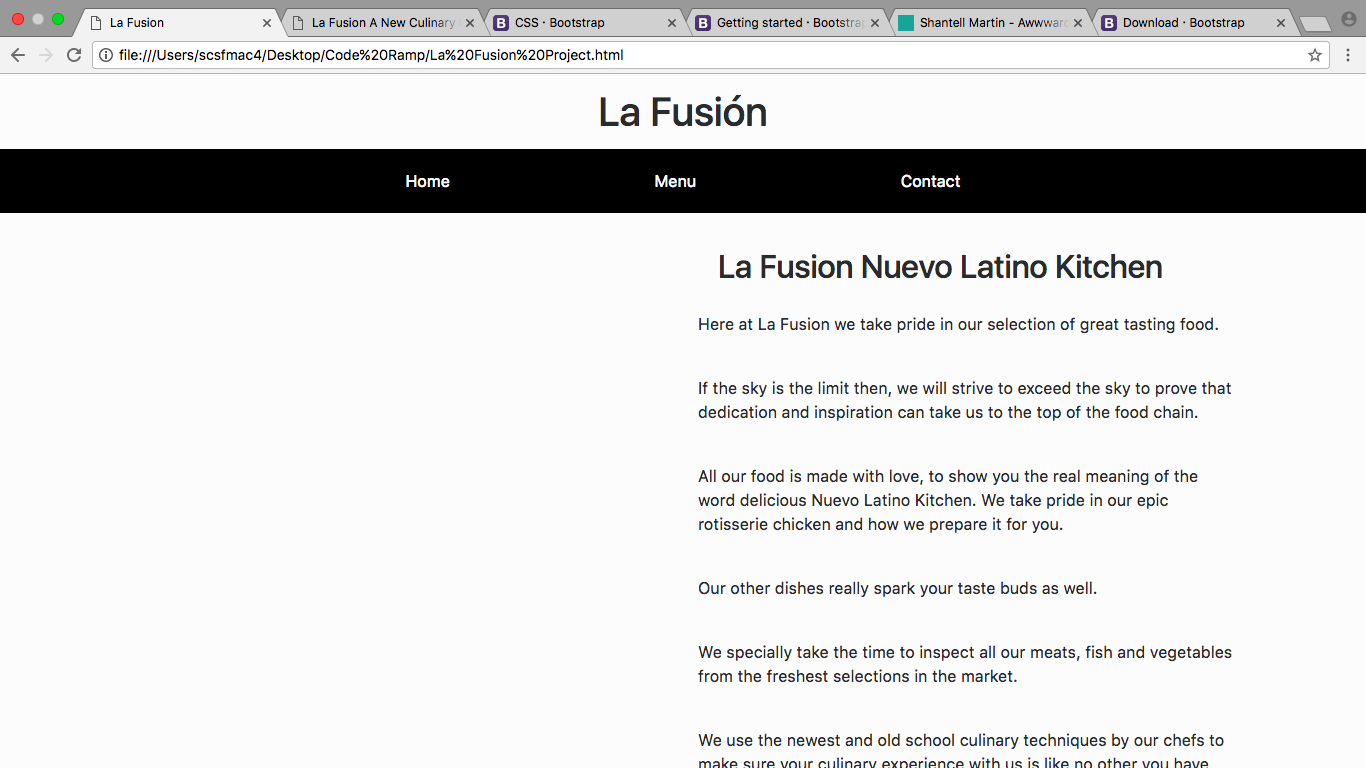 La Fusion
La Fusion A New Culinary
CSS · Bootstrap
Getting started · Bootstrap
Shantell Martin - Awwward
Download · Bootstrap
file:///Users/scsfmac4/Desktop/Code%20Ramp/La%20Fusion%20Project.html
La Fusión
Home Menu Contact
La Fusion Nuevo Latino Kitchen
Here at La Fusion we take pride in our selection of great tasting food.
If the sky is the limit then, we will strive to exceed the sky to prove that
dedication and inspiration can take us to the top of the food chain.
All our food is made with love, to show you the real meaning of the
word delicious Nuevo Latino Kitchen. We take pride in our epic
rotisserie chicken and how we prepare it for you.
Our other dishes really spark your taste buds as well.
We specially take the time to inspect all our meats, fish and vegetables
from the freshest selections in the market.
We use the newest and old school culinary techniques by our chefs to
make sure your culinary experience with us is like no other you have